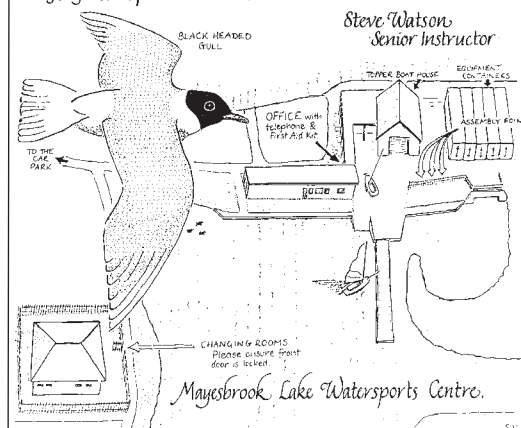 Steve Watson
Senior Instructor
BLACK HEADED
GULL
TOPPER BOAT HOUSE
EQUIPMENT
CONTAINERS
OFFICE with
telephone &
First Aid Kit.
ASSEMBLY POIN
TO THE
CAR
PARK
CHANGING ROOMS
Please ensure front
door is locked.
Mayesbrook Lake Watersports Centre.